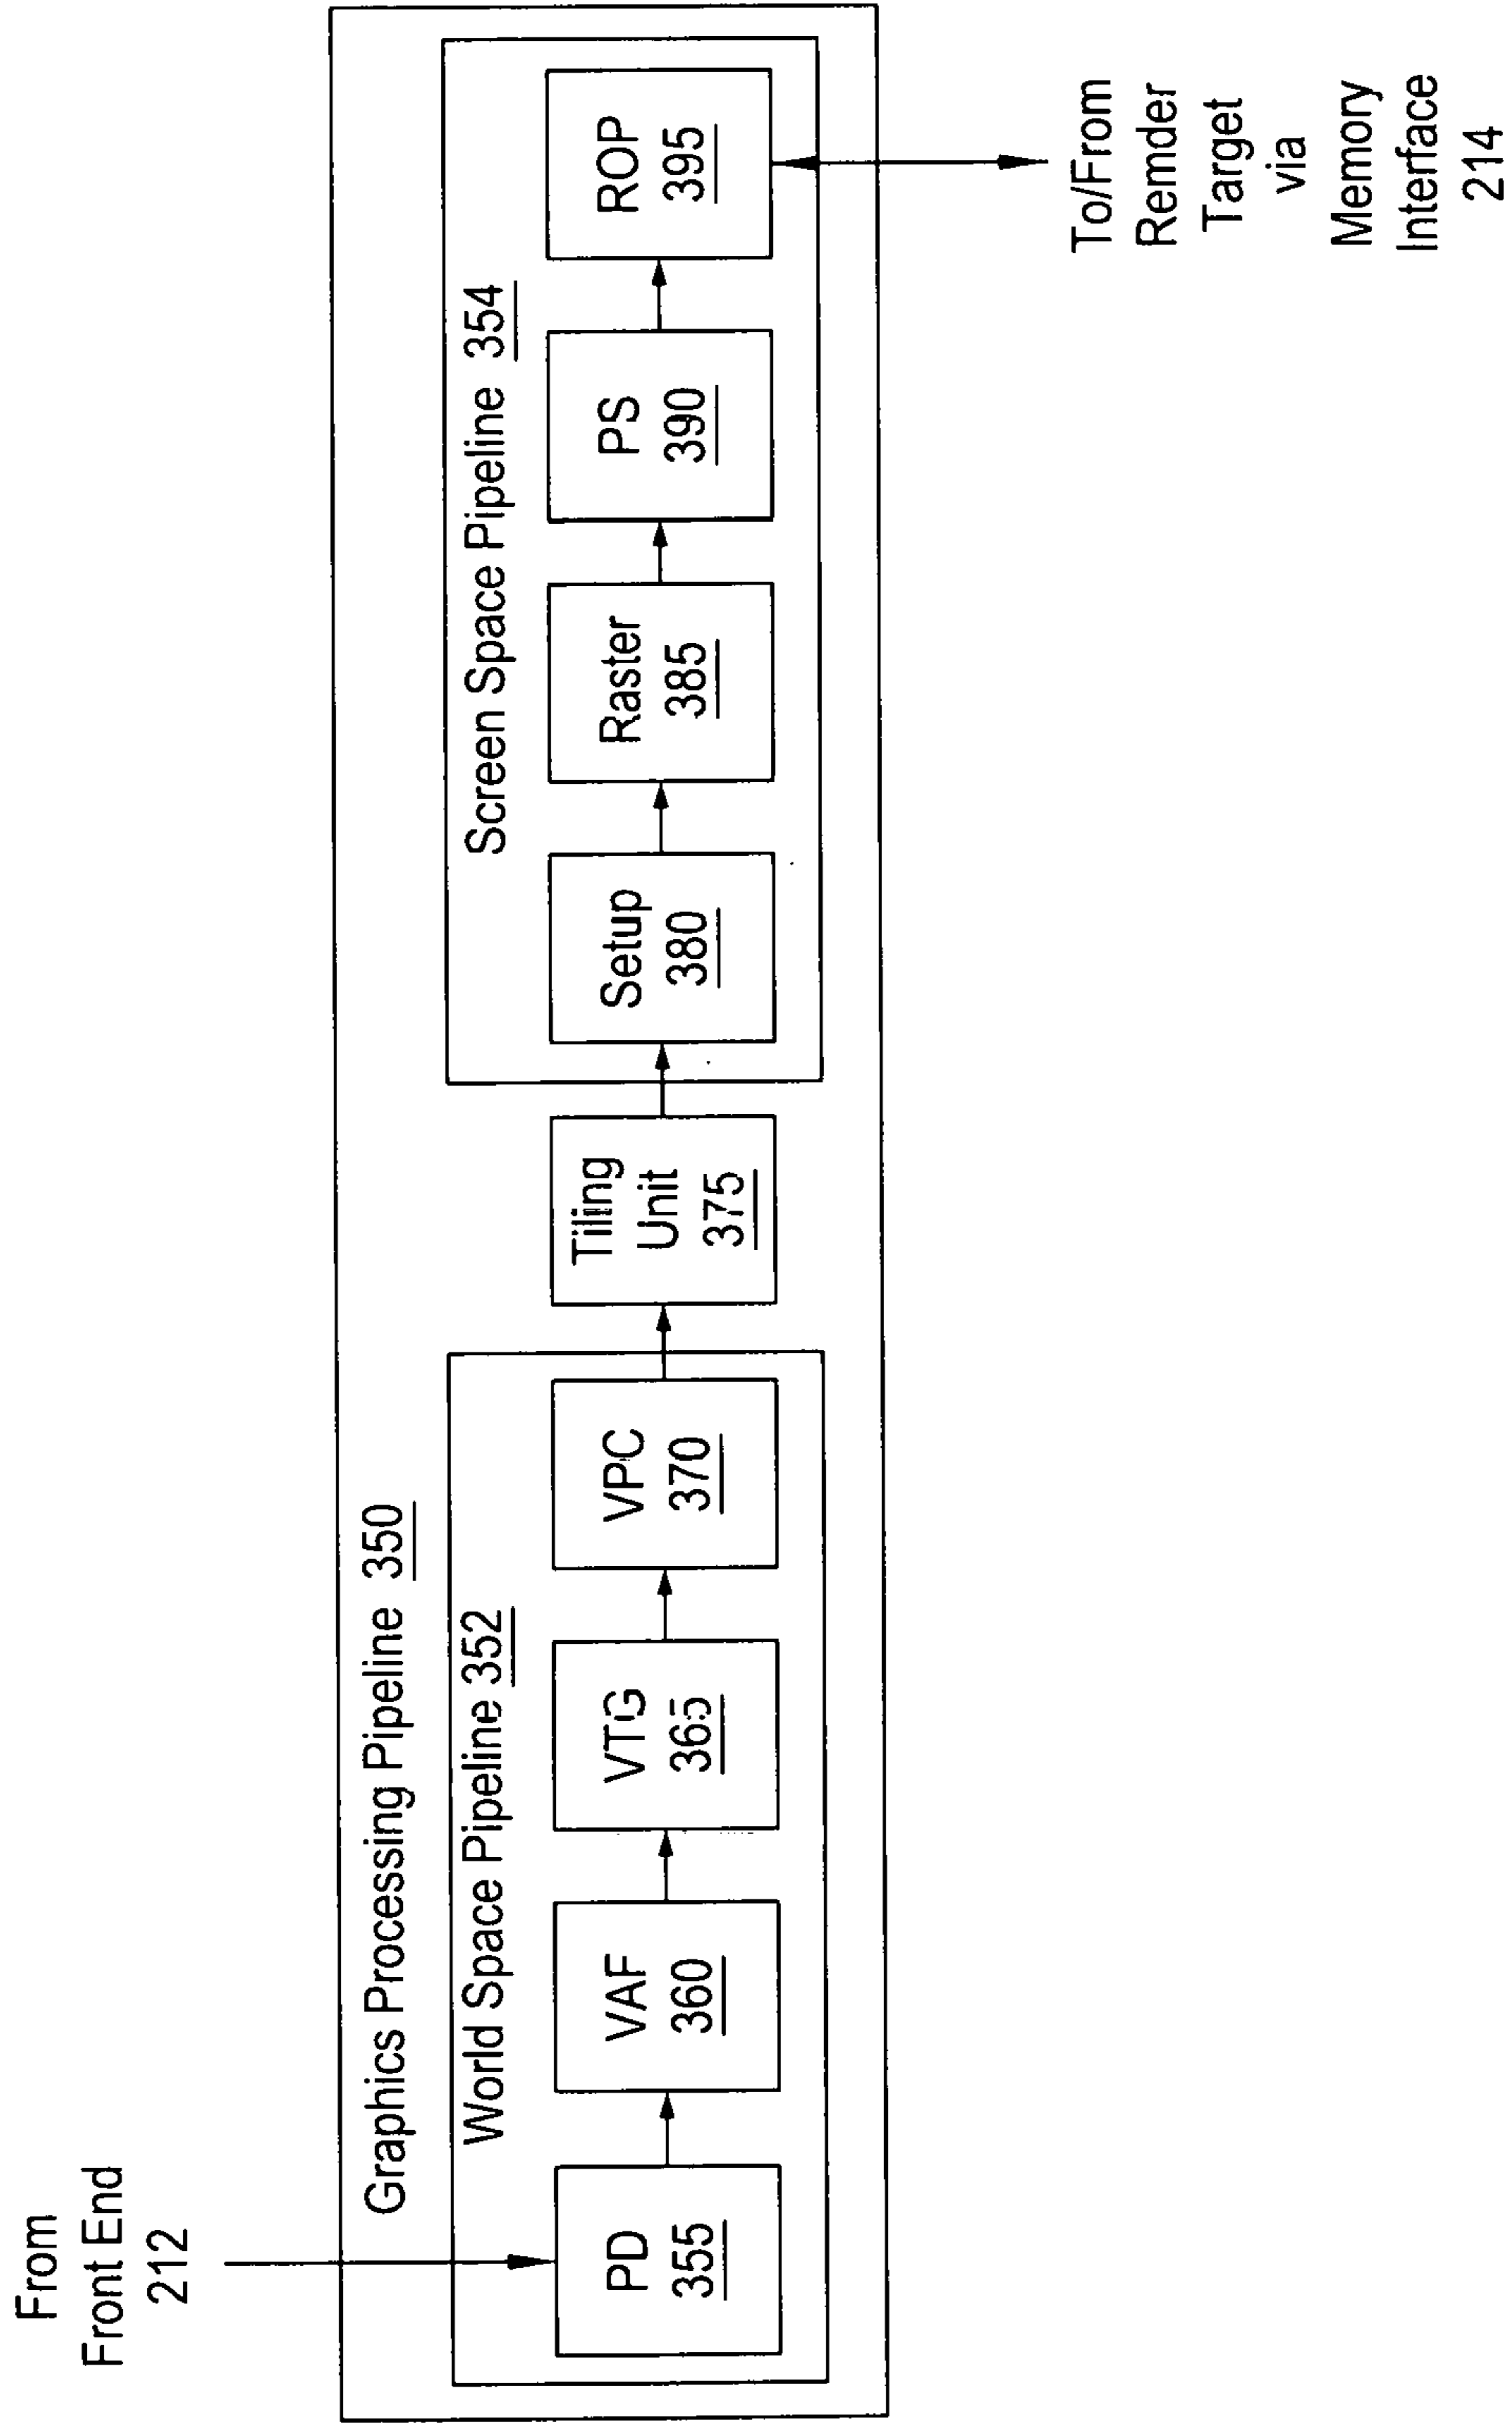 From
Front End
212
Graphics Processing Pipeline 350
World Space Pipeline 352
PD
355
VAF
360
VTG
365
VPC
370
Tiling
Unit
375
Screen Space Pipeline 354
Setup
380
Raster
385
PS
390
ROP
395
To/From
Remder
Target
via
Memory
Interface
214